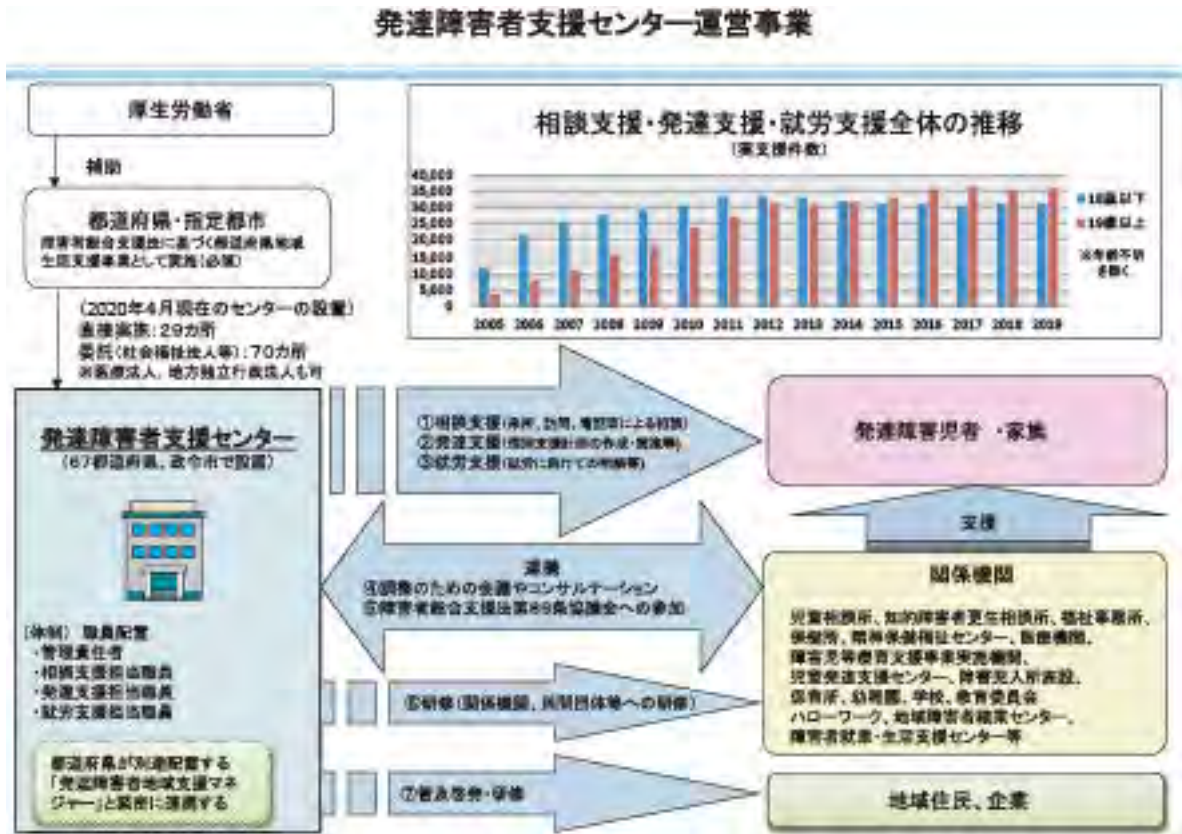 発達障害者支援センター運営事業
厚生労働省
補助
都道府県・指定都市
障害者総合支援法に基づく都道府県地域
生活支援事業として実施(必須)
(2020年4月現在のセンターの設置)
直接実施:29カ所
委託(社会福祉法人等):70カ所
※医療法人、地方独立行政法人も可
相談支援・発達支援・就労支援全体の推移
(実支援件数)
40,000
35,000
30,000
25,000
20,000
15,000
10,000
5,000
0
2005 2006 2007 2008 2009 2010 2011 2012 2013 2014 2015 2016 2017 2018 2019
18歳以下
19歳以上
※年齢不明
を除く
発達障害者支援センター
(67都道府県、政令市で設置)
(体制) 職員配置
・管理責任者
・相談支援担当職員
・発達支援担当職員
・就労支援担当職員
都道府県が別途配置する
「発達障害者地域支援マネ
ジャー」と緊密に連携する
①相談支援(来所、訪問、電話等による相談)
②発達支援(個別支援計画の作成・実施等)
③就労支援(就労に向けての相談等)
発達障害児者 ・家族
連携
④調整のための会議やコンサルテーション
⑤障害者総合支援法第89条協議会への参加
支援
関係機関
児童相談所、知的障害者更生相談所、福祉事務所、
保健所、精神保健福祉センター、医療機関、
障害児等療育支援事業実施機関、
児童発達支援センター、障害児入所施設、
保育所、幼稚園、学校、教育委員会
ハローワーク、地域障害者職業センター、
障害者就業・生活支援センター等
⑥研修(関係機関、民間団体等への研修)
⑦普及啓発・研修
地域住民、企業